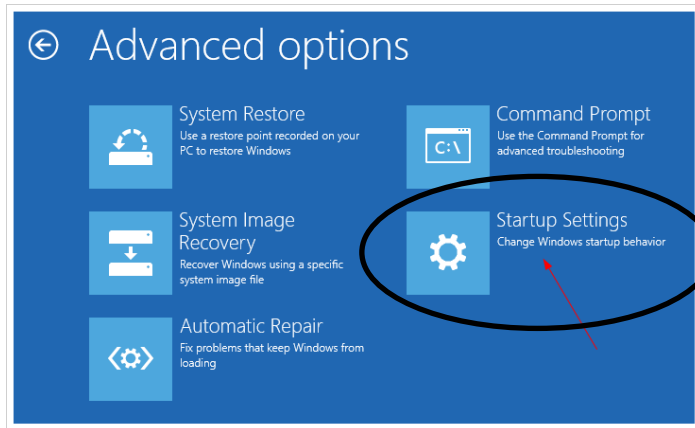 Advanced options
System Restore
Use a restore point recorded on your
PC to restore Windows
Command Prompt
C:\
Use the Command Prompt for
advanced troubleshooting
System Image
Recovery
Recover Windows using a specific
system image file
Startup Settings
Change Windows startup behavior
Automatic Repair
Fix problems that keep Windows from
loading